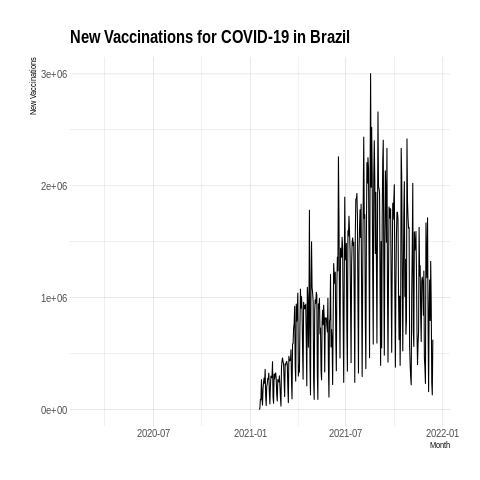 New Vaccinations for COVID-19 in Brazil
New Vaccinations
3e+06
2e+06
1e+06
0e+00
2020-07
2021-01
2021-07
2022-01
Month